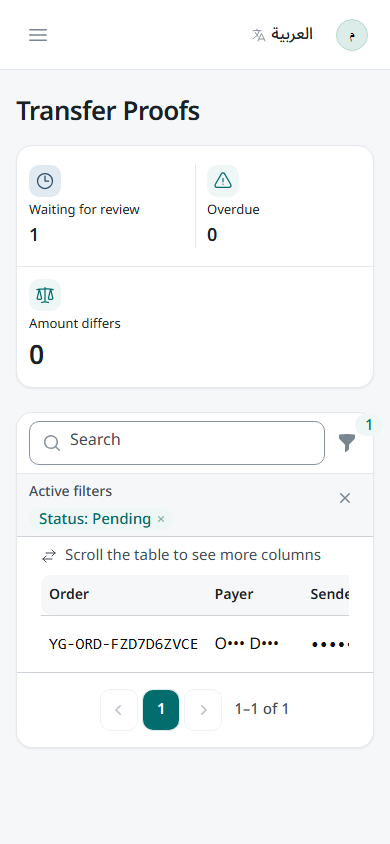 العربية
م
Transfer Proofs
Waiting for review
1
Overdue
0
Amount differs
0
Search
1
Active filters
Status: Pending ×
Scroll the table to see more columns
Order Payer Sende
YG-ORD-FZD7D6ZVCE O••• D••• •••••
1
1–1 of 1